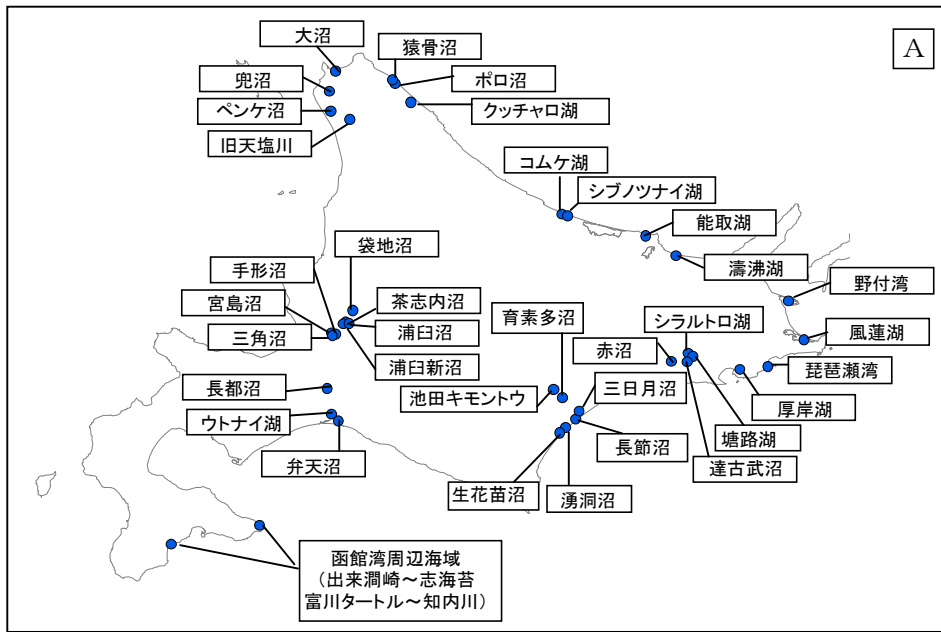 A
大沼
猿骨沼
兜沼
ポロ沼
ペンケ沼
クッチャロ湖
旧天塩川
コムケ湖
シブノツナイ湖
能取湖
濤沸湖
袋地沼
手形沼
野付湾
宮島沼
茶志内沼
育素多沼
シラルトロ湖
三角沼
浦臼沼
赤沼
風蓮湖
浦臼新沼
琵琶瀬湾
長都沼
池田キモントウ
三日月沼
厚岸湖
ウトナイ湖
長節沼
塘路湖
弁天沼
達古武沼
生花苗沼
湧洞沼
函館湾周辺海域
（出来澗崎～志海苔
富川タートル～知内川）